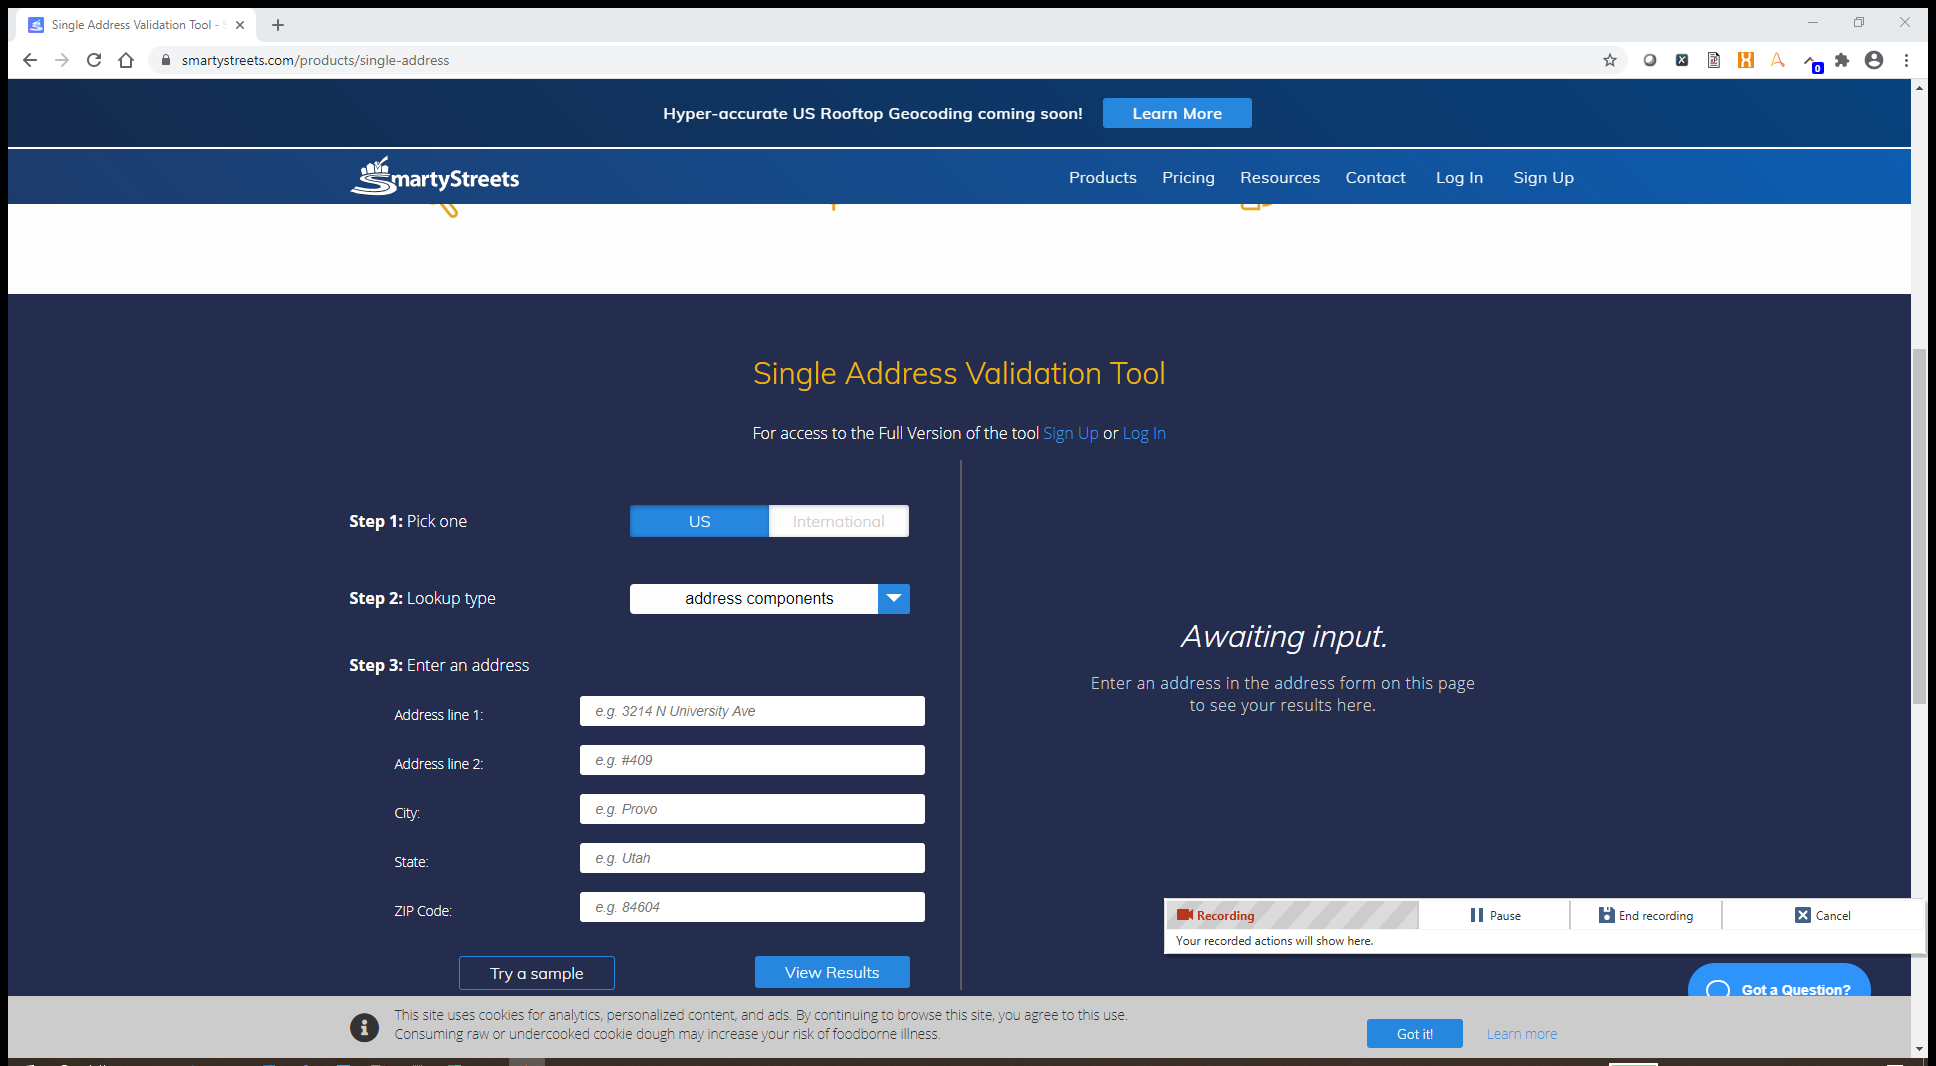 Single Address Validation Tool -
smartystreets.com/products/single-address
0
Hyper-accurate US Rooftop Geocoding coming soon!
Learn More
SmartyStreets
Products
Pricing
Resources
Contact
Log In
Sign Up
Single Address Validation Tool
For access to the Full Version of the tool Sign Up or Log In
Step 1: Pick one
US
International
Step 2: Lookup type
address components
Step 3: Enter an address
Address line 1:
e.g. 3214 N University Ave
Address line 2:
e.g. #409
City:
e.g. Provo
State:
e.g. Utah
ZIP Code:
e.g. 84604
Try a sample
View Results
Awaiting input.
Enter an address in the address form on this page
to see your results here.
Recording
Pause
End recording
Cancel
Your recorded actions will show here.
Got a Question?
This site uses cookies for analytics, personalized content, and ads. By continuing to browse this site, you agree to this use.
Consuming raw or undercooked cookie dough may increase your risk of foodborne illness.
Got it!
Learn more